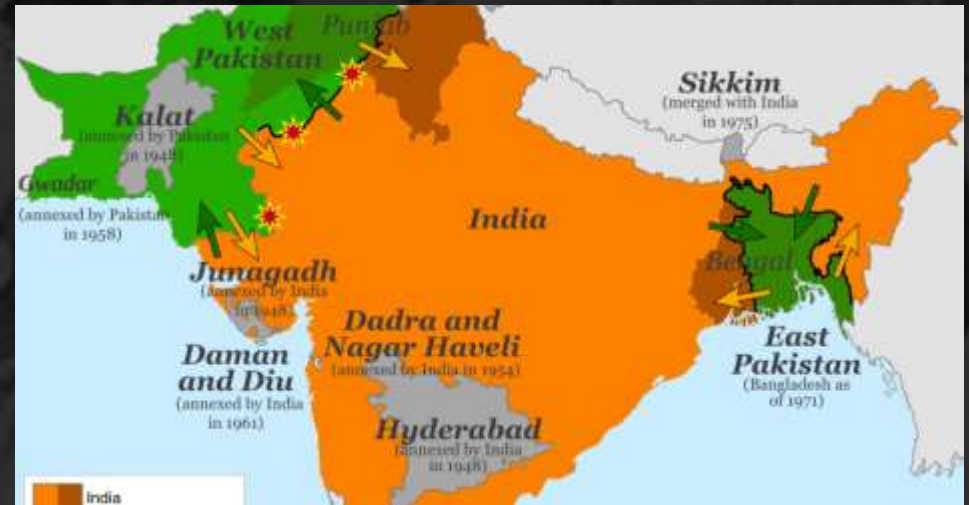 West
Pakistan
Punjab
Kalat
(annexed by Pakistan
in 1948)
Gwadar
(annexed by Pakistan
in 1958)
Sikkim
(merged with India
in 1975)
India
Bengal
Junagadh
(annexed by India
in 1948)
Daman
and Diu
(annexed by India
in 1961)
Dadra and
Nagar Haveli
(annexed by India in 1954)
Hyderabad
(annexed by India
in 1948)
East
Pakistan
(Bangladesh as
of 1971)
India